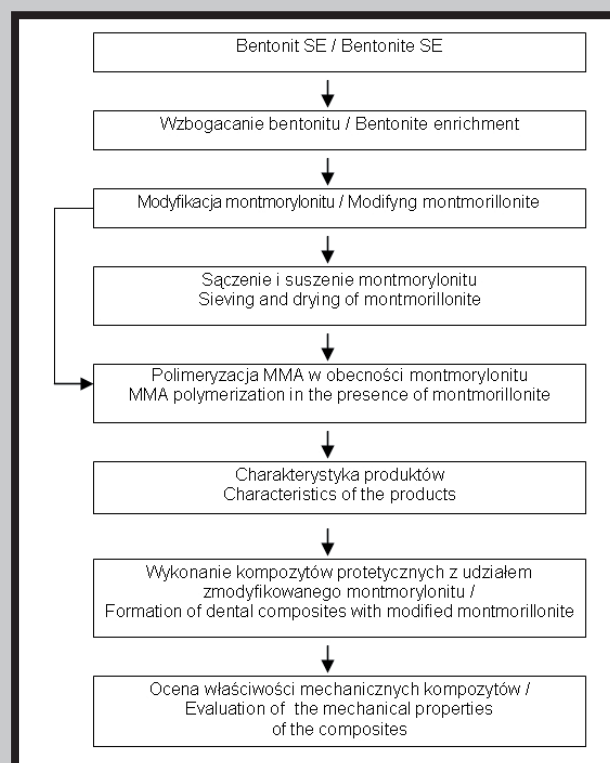 Bentonit SE / Bentonite SE
Wzbogacanie bentonitu / Bentonite enrichment
Modyfikacja montmorylonitu / Modifyng montmorillonite
Sączenie i suszenie montmorylonitu
Sieving and drying of montmorillonite
Polimeryzacja MMA w obecności montmorylonitu
MMA polymerization in the presence of montmorillonite
Charakterystyka produktów
Characteristics of the products
Wykonanie kompozytów protetycznych z udziałem
zmodyfikowanego montmorylonitu /
Formation of dental composites with modified montmorillonite
Ocena właściwości mechanicznych kompozytów /
Evaluation of the mechanical properties
of the composites